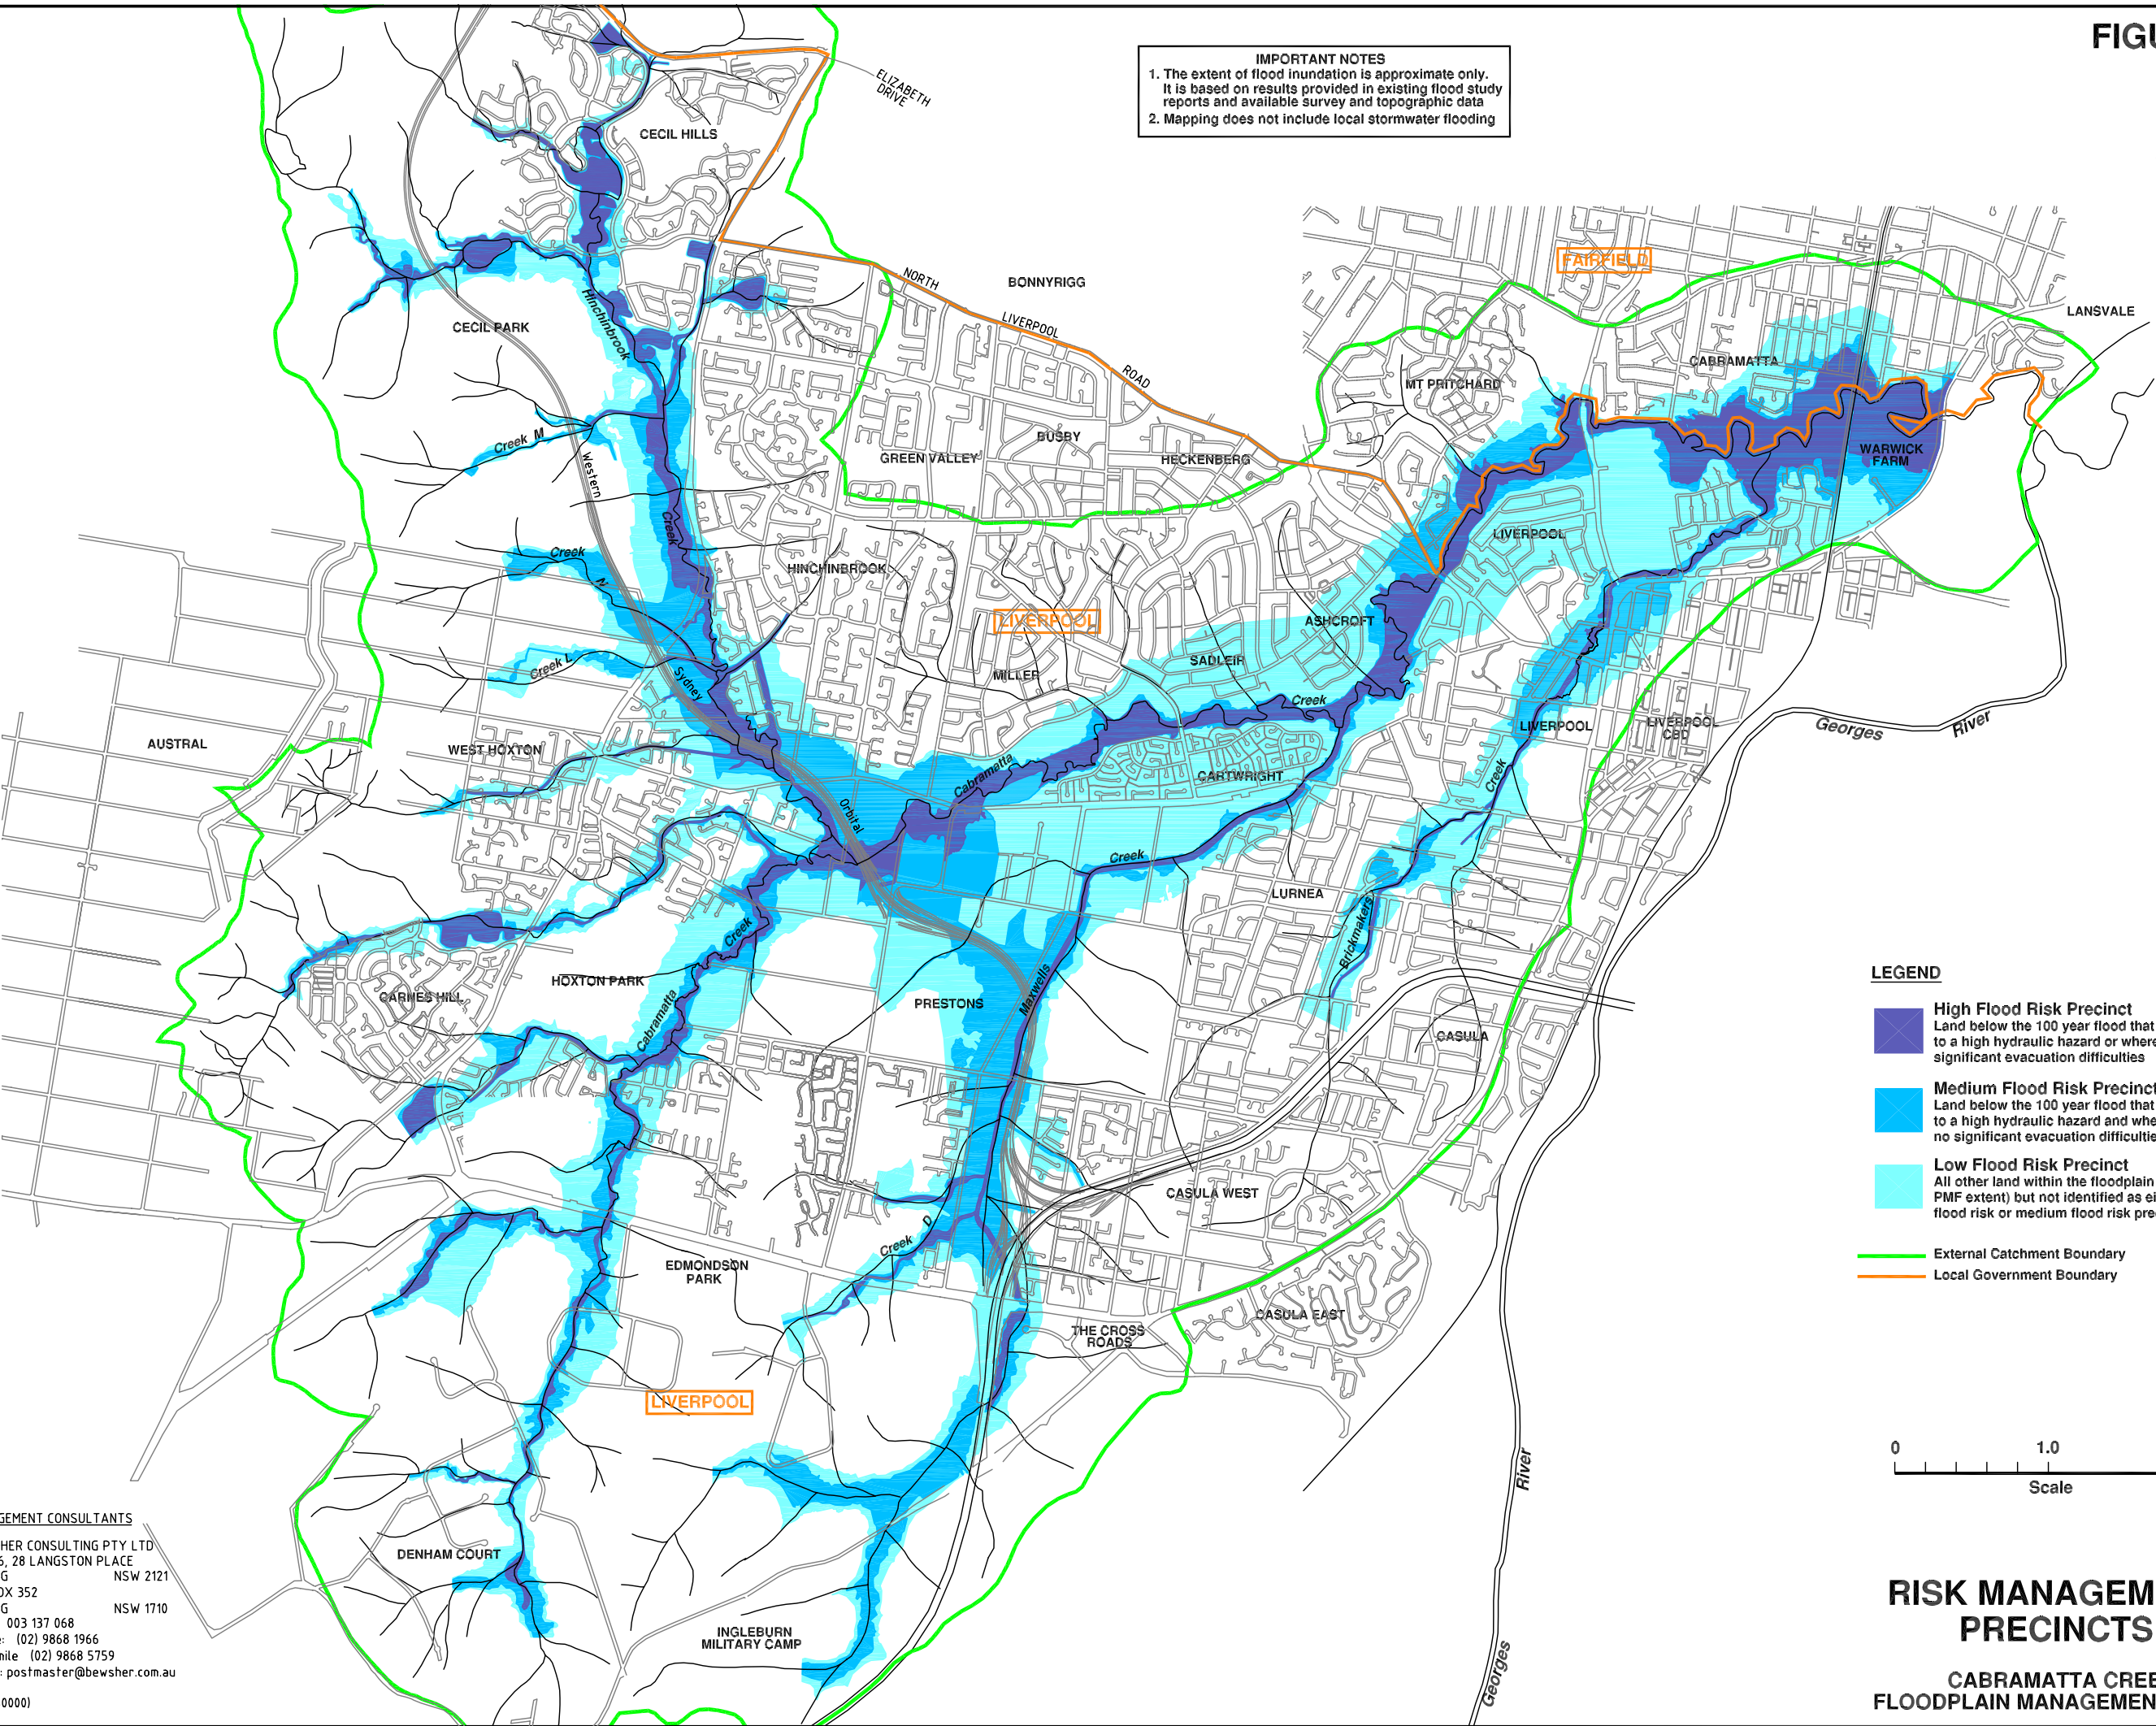 FIGU
IMPORTANT NOTES
1. The extent of flood inundation is approximate only.
It is based on results provided in existing flood study
reports and available survey and topographic data
2. Mapping does not include local stormwater flooding
ELIZABETH
DRIVE
CECIL HILLS
NORTH
LIVERPOOL
ROAD
BONNYRIGG
FAIRFIELD
LANSVALE
CECIL PARK
Hinchinbrook
Creek
CABRAMATTA
MT PRITCHARD
Creek M
Western
GREEN VALLEY
BUSBY
HECKENBERG
WARWICK
FARM
LIVERPOOL
Creek
N
HINCHINBROOK
LIVERPOOL
ASHCROFT
Creek L
Sydney
MILLER
SADLEIR
Creek
AUSTRAL
WEST HOXTON
Orbital
Cabramatta
CARTWRIGHT
LIVERPOOL
LIVERPOOL
CBD
Georges
River
Creek
Creek
LURNEA
Brickmakers
Creek
HOXTON PARK
CARNES HILL
Cabramatta
PRESTONS
Maxwells
CASULA
CASULA WEST
Creek
D
EDMONDSON
PARK
THE CROSS
ROADS
CASULA EAST
LIVERPOOL
DENHAM COURT
INGLEBURN
MILITARY CAMP
River
Georges
LEGEND
High Flood Risk Precinct
Land below the 100 year flood that
to a high hydraulic hazard or where
significant evacuation difficulties
Medium Flood Risk Precinct
Land below the 100 year flood that
to a high hydraulic hazard and whe
no significant evacuation difficultie
Low Flood Risk Precinct
All other land within the floodplain
PMF extent) but not identified as ei
flood risk or medium flood risk pre
External Catchment Boundary
Local Government Boundary
0 1.0
Scale
RISK MANAGEM
PRECINCTS
CABRAMATTA CREE
FLOODPLAIN MANAGEMEN
GEMENT CONSULTANTS
HER CONSULTING PTY LTD
6, 28 LANGSTON PLACE
G NSW 2121
OX 352
G NSW 1710
003 137 068
e: (02) 9868 1966
mile (02) 9868 5759
: postmaster@bewsher.com.au
0000)